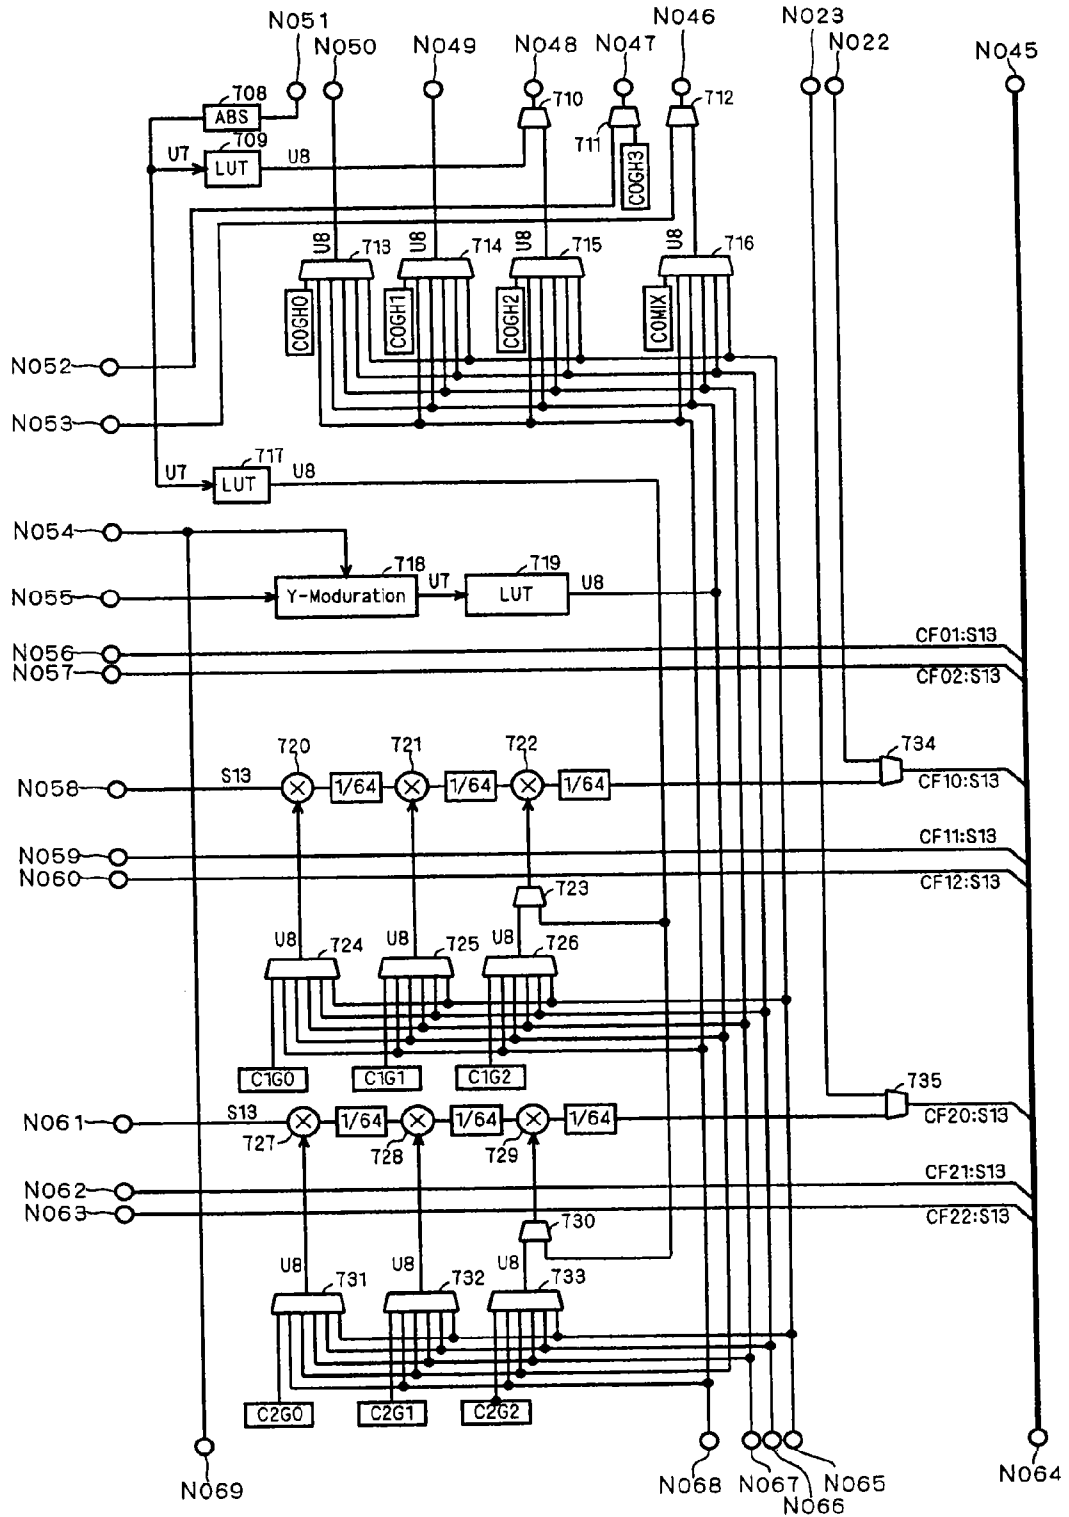 N051
N050
N049
N048
N047
N046
N023
N022
N045
708
ABS
710
712
711
709
U7
LUT
U8
COGH3
U8
713
U8
714
U8
715
U8
716
COGH0
COGH1
COGH2
COMIX
N052
N053
717
U7
LUT
U8
N054
718
719
N055
Y-Moduration
U7
LUT
U8
N056
CF01:S13
N057
CF02:S13
720
721
722
734
N058
S13
1/64
1/64
1/64
CF10:S13
N059
CF11:S13
N060
CF12:S13
723
U8
724
U8
725
U8
726
C1G0
C1G1
C1G2
735
N061
S13
727
1/64
728
1/64
729
1/64
CF20:S13
N062
CF21:S13
N063
CF22:S13
730
U8
731
U8
732
U8
733
C2G0
C2G1
C2G2
N069
N068
N067
N066
N065
N064